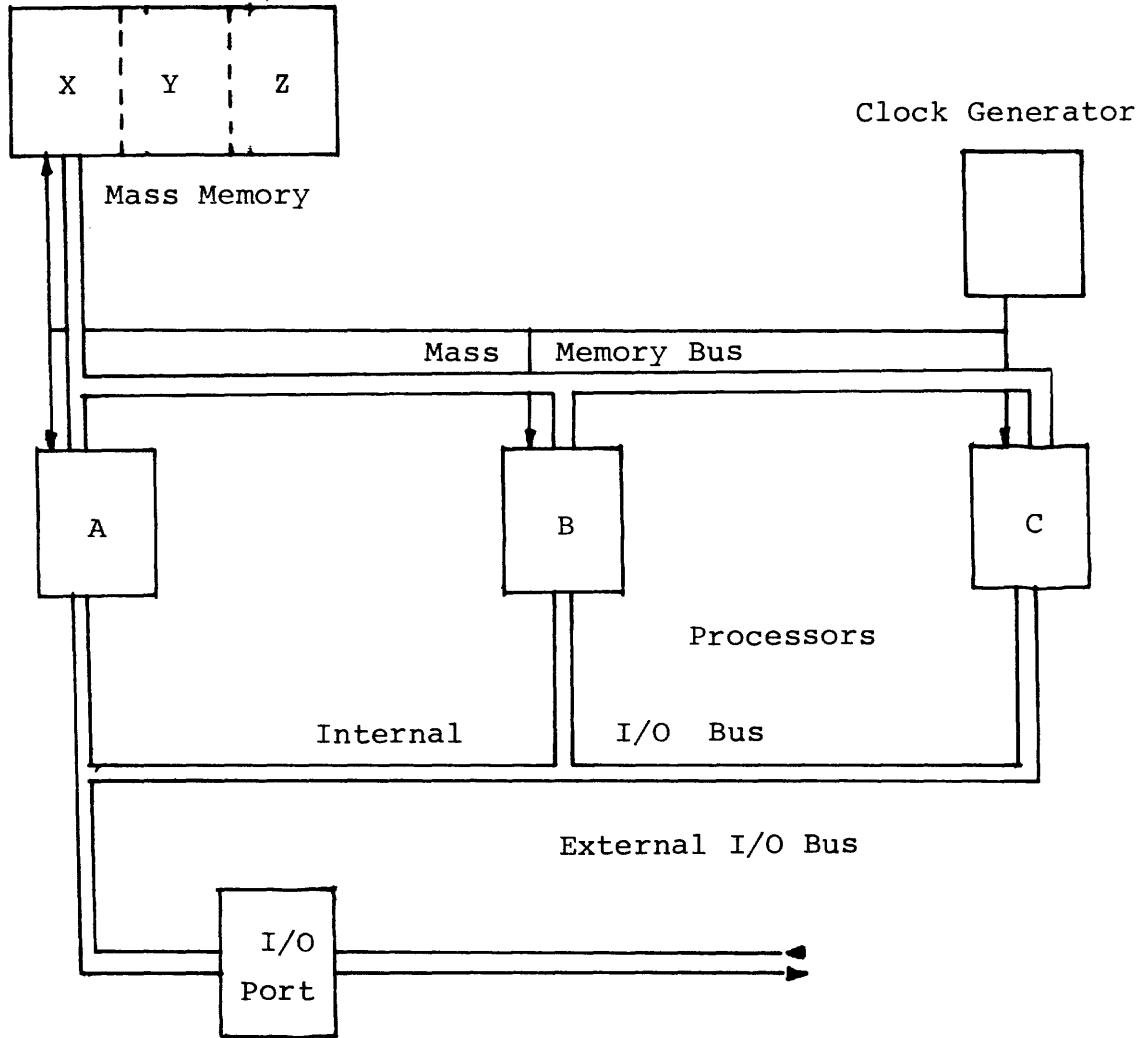 X Y Z
Clock Generator
Mass Memory
Mass Memory Bus
A B C
Processors
Internal I/O Bus
External I/O Bus
I/O
Port